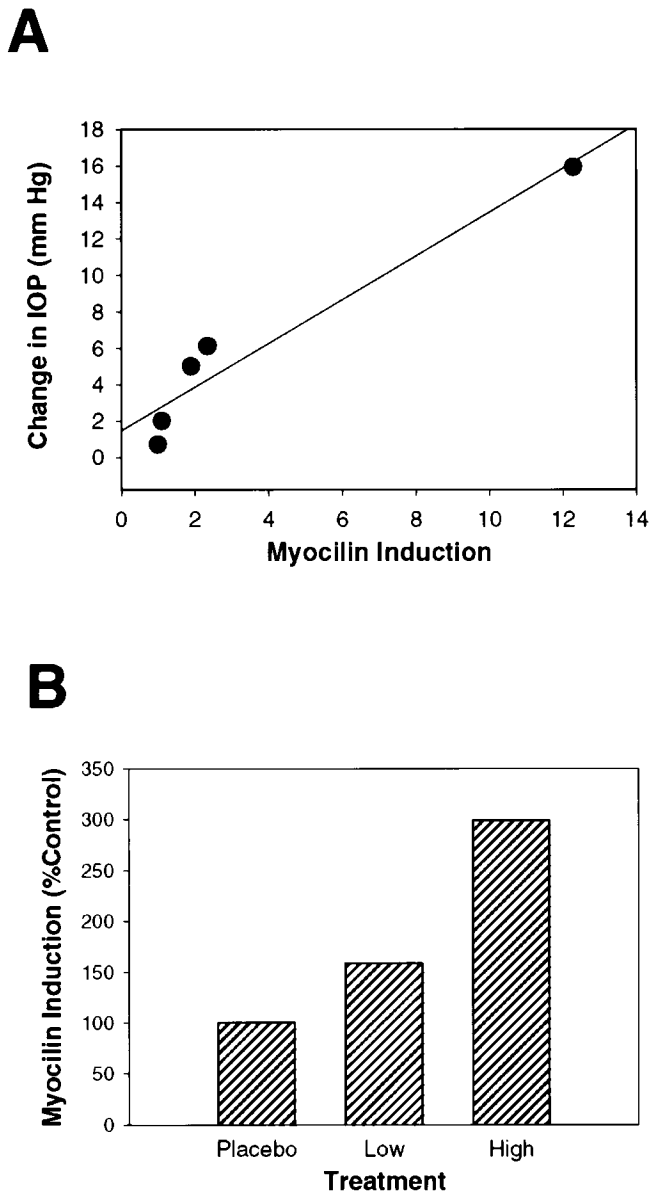 A
18
16
14
12
10
8
6
4
2
0
Change in IOP (mm Hg)
0 2 4 6 8 10 12 14
Myocilin Induction
B
350
300
250
200
150
100
50
0
Myocilin Induction (%Control)
Placebo Low High
Treatment